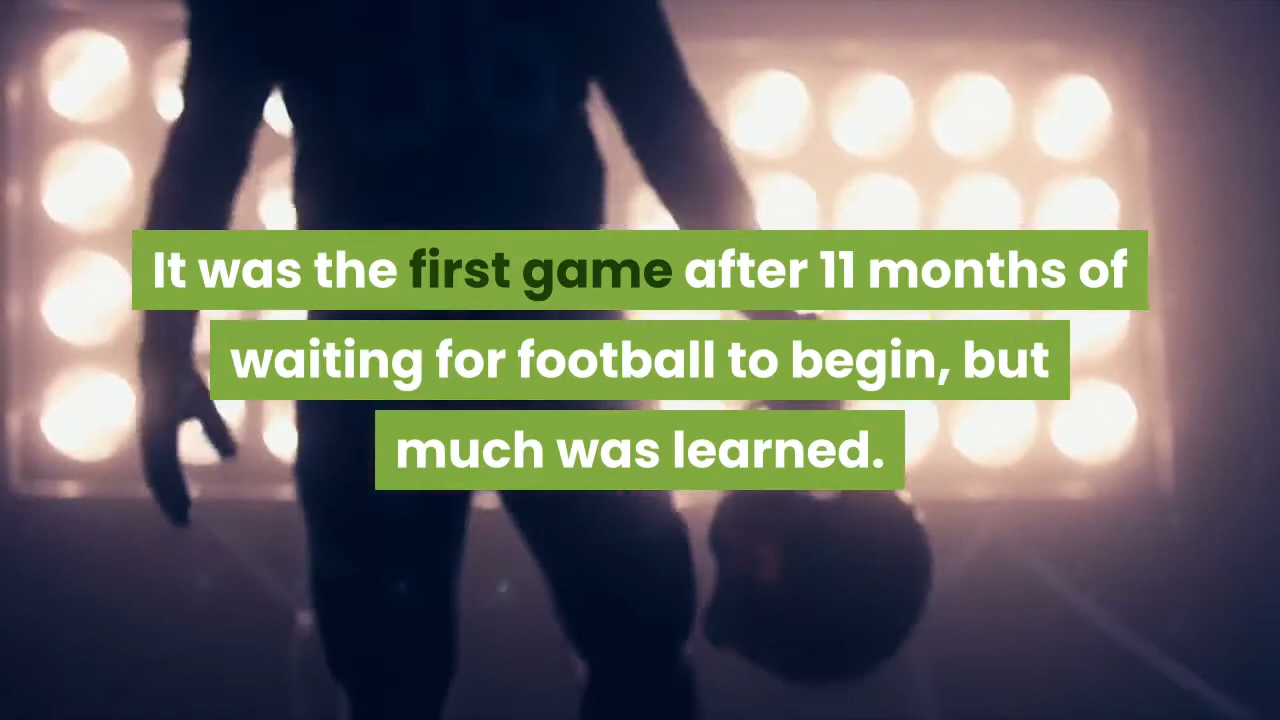 It was the first game after 11 months of
waiting for football to begin, but
much was learned.